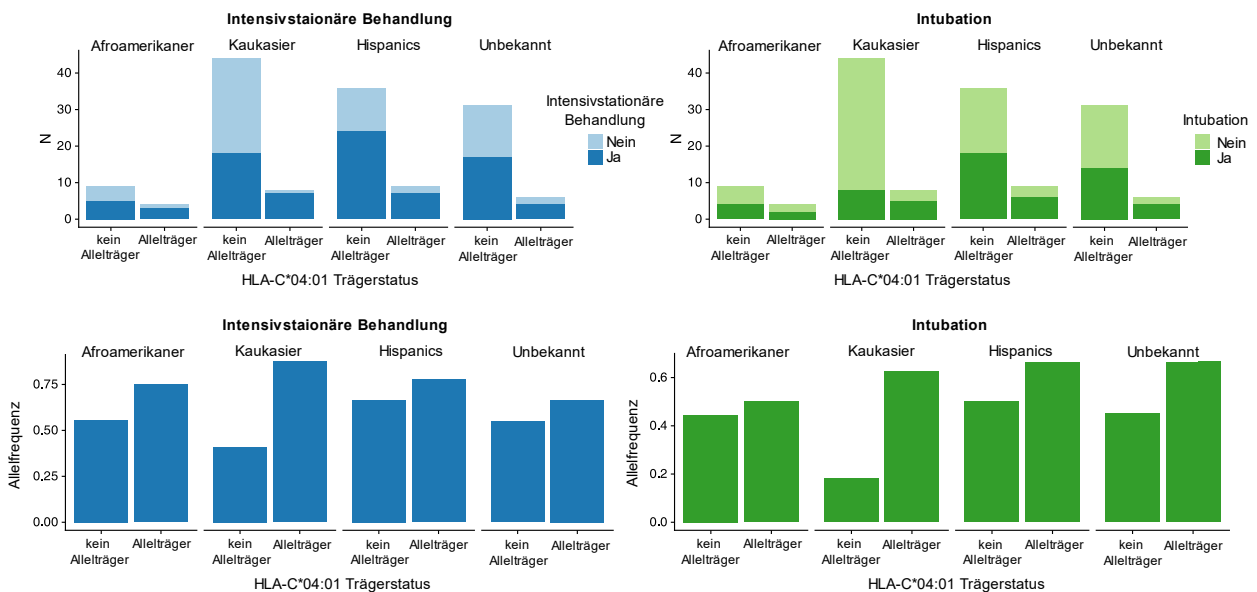 Intensivstaionäre Behandlung
Afroamerikaner Kaukasier Hispanics Unbekannt
N
40
30
20
10
0
kein Allelträger
Allelträger
kein Allelträger
Allelträger
kein Allelträger
Allelträger
kein Allelträger
Allelträger
HLA-C*04:01 Trägerstatus
Intensivstationäre
Behandlung
Nein
Ja
Intubation
Afroamerikaner Kaukasier Hispanics Unbekannt
N
40
30
20
10
0
kein Allelträger
Allelträger
kein Allelträger
Allelträger
kein Allelträger
Allelträger
kein Allelträger
Allelträger
HLA-C*04:01 Trägerstatus
Intubation
Nein
Ja
Intensivstaionäre Behandlung
Afroamerikaner Kaukasier Hispanics Unbekannt
Allelfrequenz
0.75
0.50
0.25
0.00
kein Allelträger
Allelträger
kein Allelträger
Allelträger
kein Allelträger
Allelträger
kein Allelträger
Allelträger
HLA-C*04:01 Trägerstatus
Intubation
Afroamerikaner Kaukasier Hispanics Unbekannt
Allelfrequenz
0.6
0.4
0.2
0.0
kein Allelträger
Allelträger
kein Allelträger
Allelträger
kein Allelträger
Allelträger
kein Allelträger
Allelträger
HLA-C*04:01 Trägerstatus